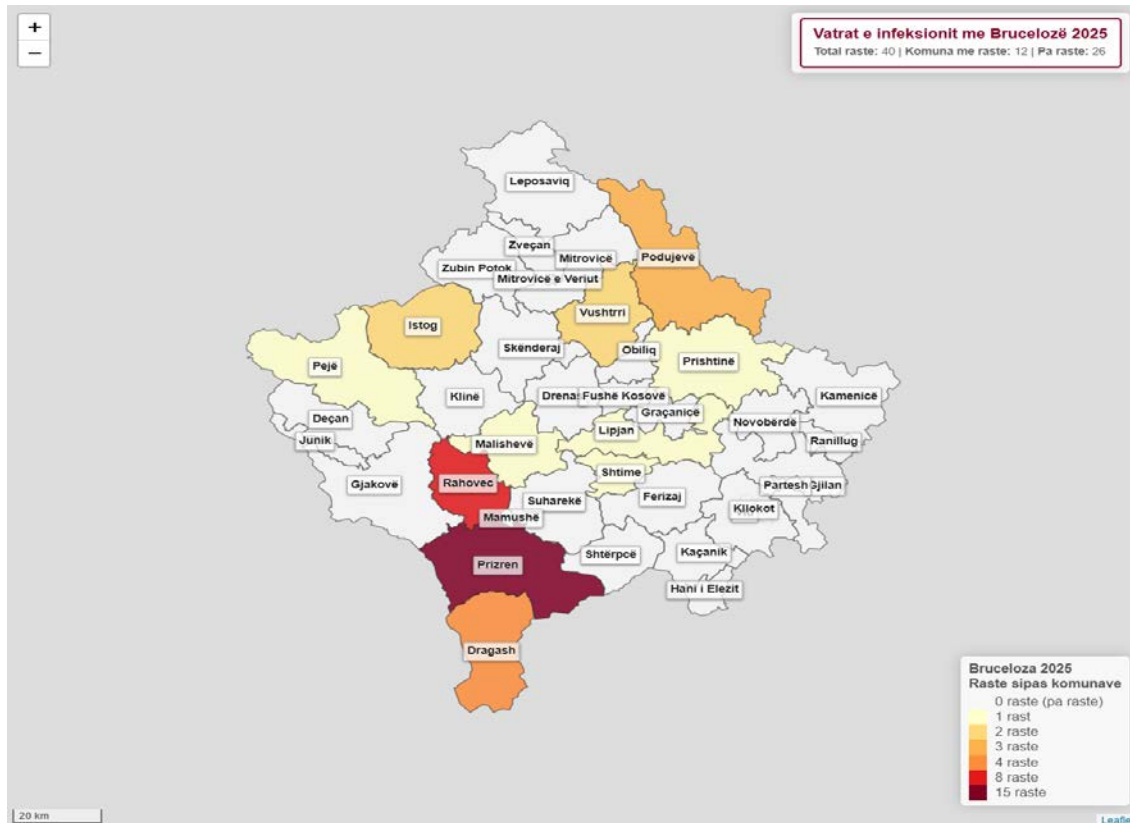 +
−
Vatrat e infeksionit me Brucelozë 2025
Total raste: 40 | Komuna me raste: 12 | Pa raste: 26
Leposaviq
Zveçan
Mitrovicë
Podujevë
Zubin Potok
Mitrovicë e Veriut
Vushtrri
Istog
Skënderaj
Obiliq
Prishtinë
Pejë
Klinë
Drenas
Fushë Kosovë
Kamenicë
Graçanicë
Deçan
Novobërdë
Lipjan
Junik
Malishevë
Ranillug
Shtime
Gjakovë
Rahovec
Partesh
Gjilan
Suharekë
Ferizaj
Kllokot
Mamushë
Shtërpcë
Kaçanik
Prizren
Hani i Elezit
Dragash
Bruceloza 2025
Raste sipas komunave
0 raste (pa raste)
1 rast
2 raste
3 raste
4 raste
8 raste
15 raste
20 km
Leafle